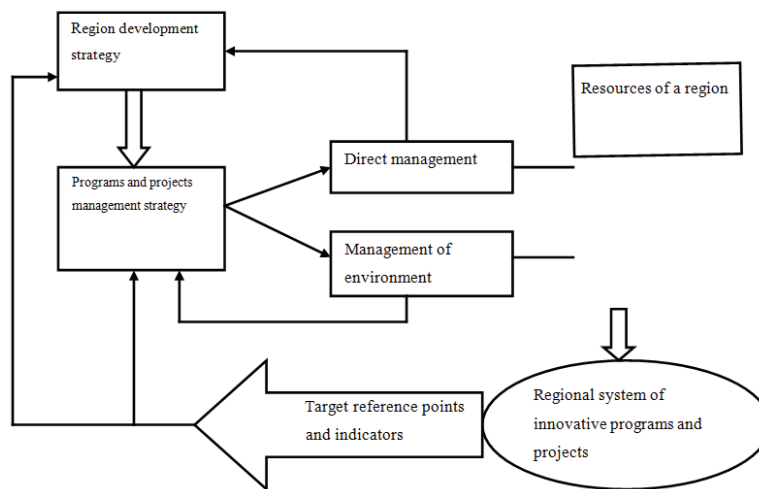 Region development
strategy
Resources of a region
Direct management
Programs and projects
management strategy
Management of
environment
Target reference points
and indicators
Regional system of
innovative programs and
projects